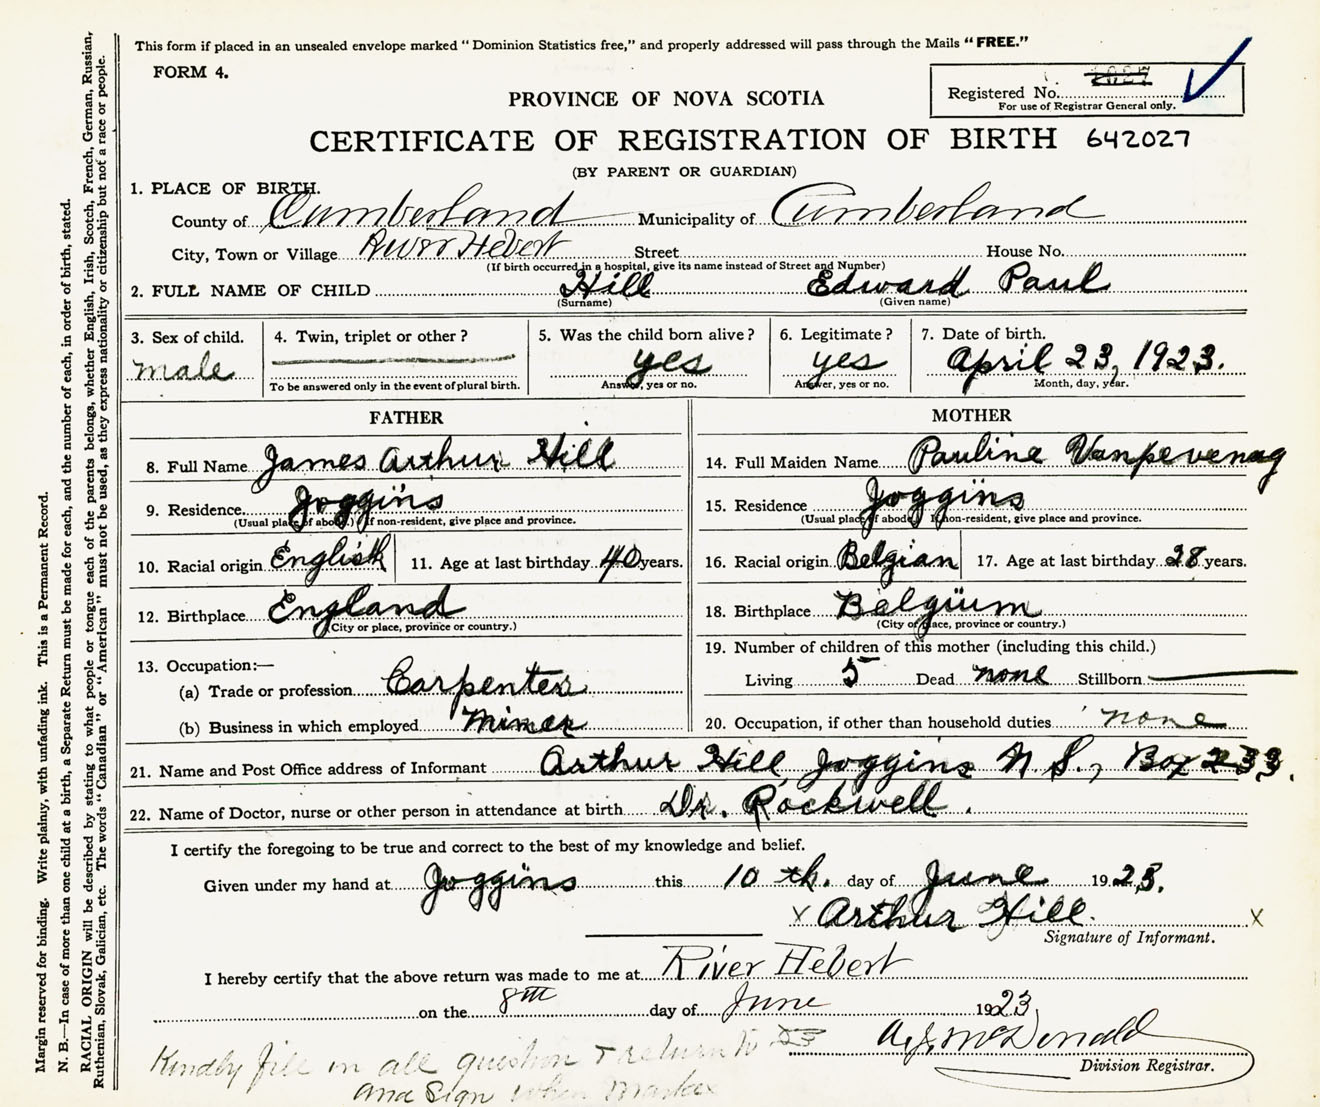 This form if placed in an unsealed envelope marked "Dominion Statistics free," and properly addressed will pass through the Mails "FREE."
FORM 4.
Registered No.
For use of Registrar General only.
PROVINCE OF NOVA SCOTIA
CERTIFICATE OF REGISTRATION OF BIRTH 642027
(BY PARENT OR GUARDIAN)
1. PLACE OF BIRTH.
County of Cumberland Municipality of Cumberland
City, Town or Village River Hebert Street House No.
(If birth occurred in a hospital, give its name instead of Street and Number)
2. FULL NAME OF CHILD Hill Edward Paul
(Surname) (Given name)
3. Sex of child. 4. Twin, triplet or other? 5. Was the child born alive? 6. Legitimate? 7. Date of birth.
male yes yes April 23, 1923.
To be answered only in the event of plural birth. Answer, yes or no. Answer, yes or no. Month, day, year.
FATHER
8. Full Name James Arthur Hill
9. Residence. Joggins
(Usual place of abode.) If non-resident, give place and province.
10. Racial origin English 11. Age at last birthday 40 years.
12. Birthplace England
(City or place, province or country.)
13. Occupation:—
(a) Trade or profession Carpenter
(b) Business in which employed Miner
MOTHER
14. Full Maiden Name Pauline Vanpevenag
15. Residence Joggins
(Usual place of abode) If non-resident, give place and province.
16. Racial origin Belgian 17. Age at last birthday 28 years.
18. Birthplace Belgium
(City or place, province or country.)
19. Number of children of this mother (including this child.)
Living 5 Dead none Stillborn
20. Occupation, if other than household duties none
21. Name and Post Office address of Informant Arthur Hill Joggins N S., Box 233.
22. Name of Doctor, nurse or other person in attendance at birth Dr. Rockwell.
I certify the foregoing to be true and correct to the best of my knowledge and belief.
Given under my hand at Joggins this 10 th. day of June 1923.
X Arthur Hill. X
Signature of Informant.
I hereby certify that the above return was made to me at River Hebert
on the 8th day of June 1923
A. J. McDonald
Division Registrar.
Kindly fill in all question + return to
and sign when marked
Margin reserved for binding. Write plainly, with unfading ink. This is a Permanent Record.
N. B.—In case of more than one child at a birth, a Separate Return must be made for each, and the number of each, in order of birth, stated.
RACIAL ORIGIN will be described by stating to what people or tongue each of the parents belongs, whether English, Irish, Scotch, French, German, Russian,
Ruthenian, Slovak, Galician, etc. The words "Canadian" or "American" must not be used, as they express nationality or citizenship but not a race or people.